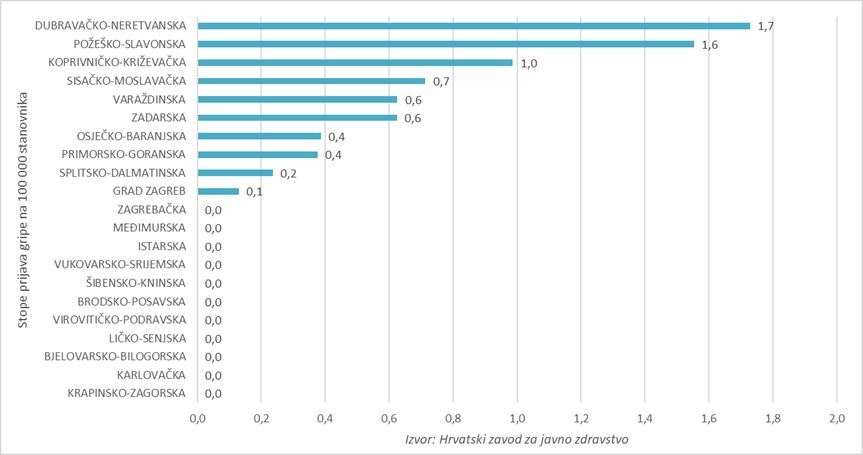 Stope prijava gripe na 100 000 stanovnika
DUBRAVAČKO-NERETVANSKA 1,7
POŽEŠKO-SLAVONSKA 1,6
KOPRIVNIČKO-KRIŽEVAČKA 1,0
SISAČKO-MOSLAVAČKA 0,7
VARAŽDINSKA 0,6
ZADARSKA 0,6
OSJEČKO-BARANJSKA 0,4
PRIMORSKO-GORANSKA 0,4
SPLITSKO-DALMATINSKA 0,2
GRAD ZAGREB 0,1
ZAGREBAČKA 0,0
MEĐIMURSKA 0,0
ISTARSKA 0,0
VUKOVARSKO-SRIJEMSKA 0,0
ŠIBENSKO-KNINSKA 0,0
BRODSKO-POSAVSKA 0,0
VIROVITIČKO-PODRAVSKA 0,0
LIČKO-SENJSKA 0,0
BJELOVARSKO-BILOGORSKA 0,0
KARLOVAČKA 0,0
KRAPINSKO-ZAGORSKA 0,0
0,0 0,2 0,4 0,6 0,8 1,0 1,2 1,4 1,6 1,8 2,0
Izvor: Hrvatski zavod za javno zdravstvo